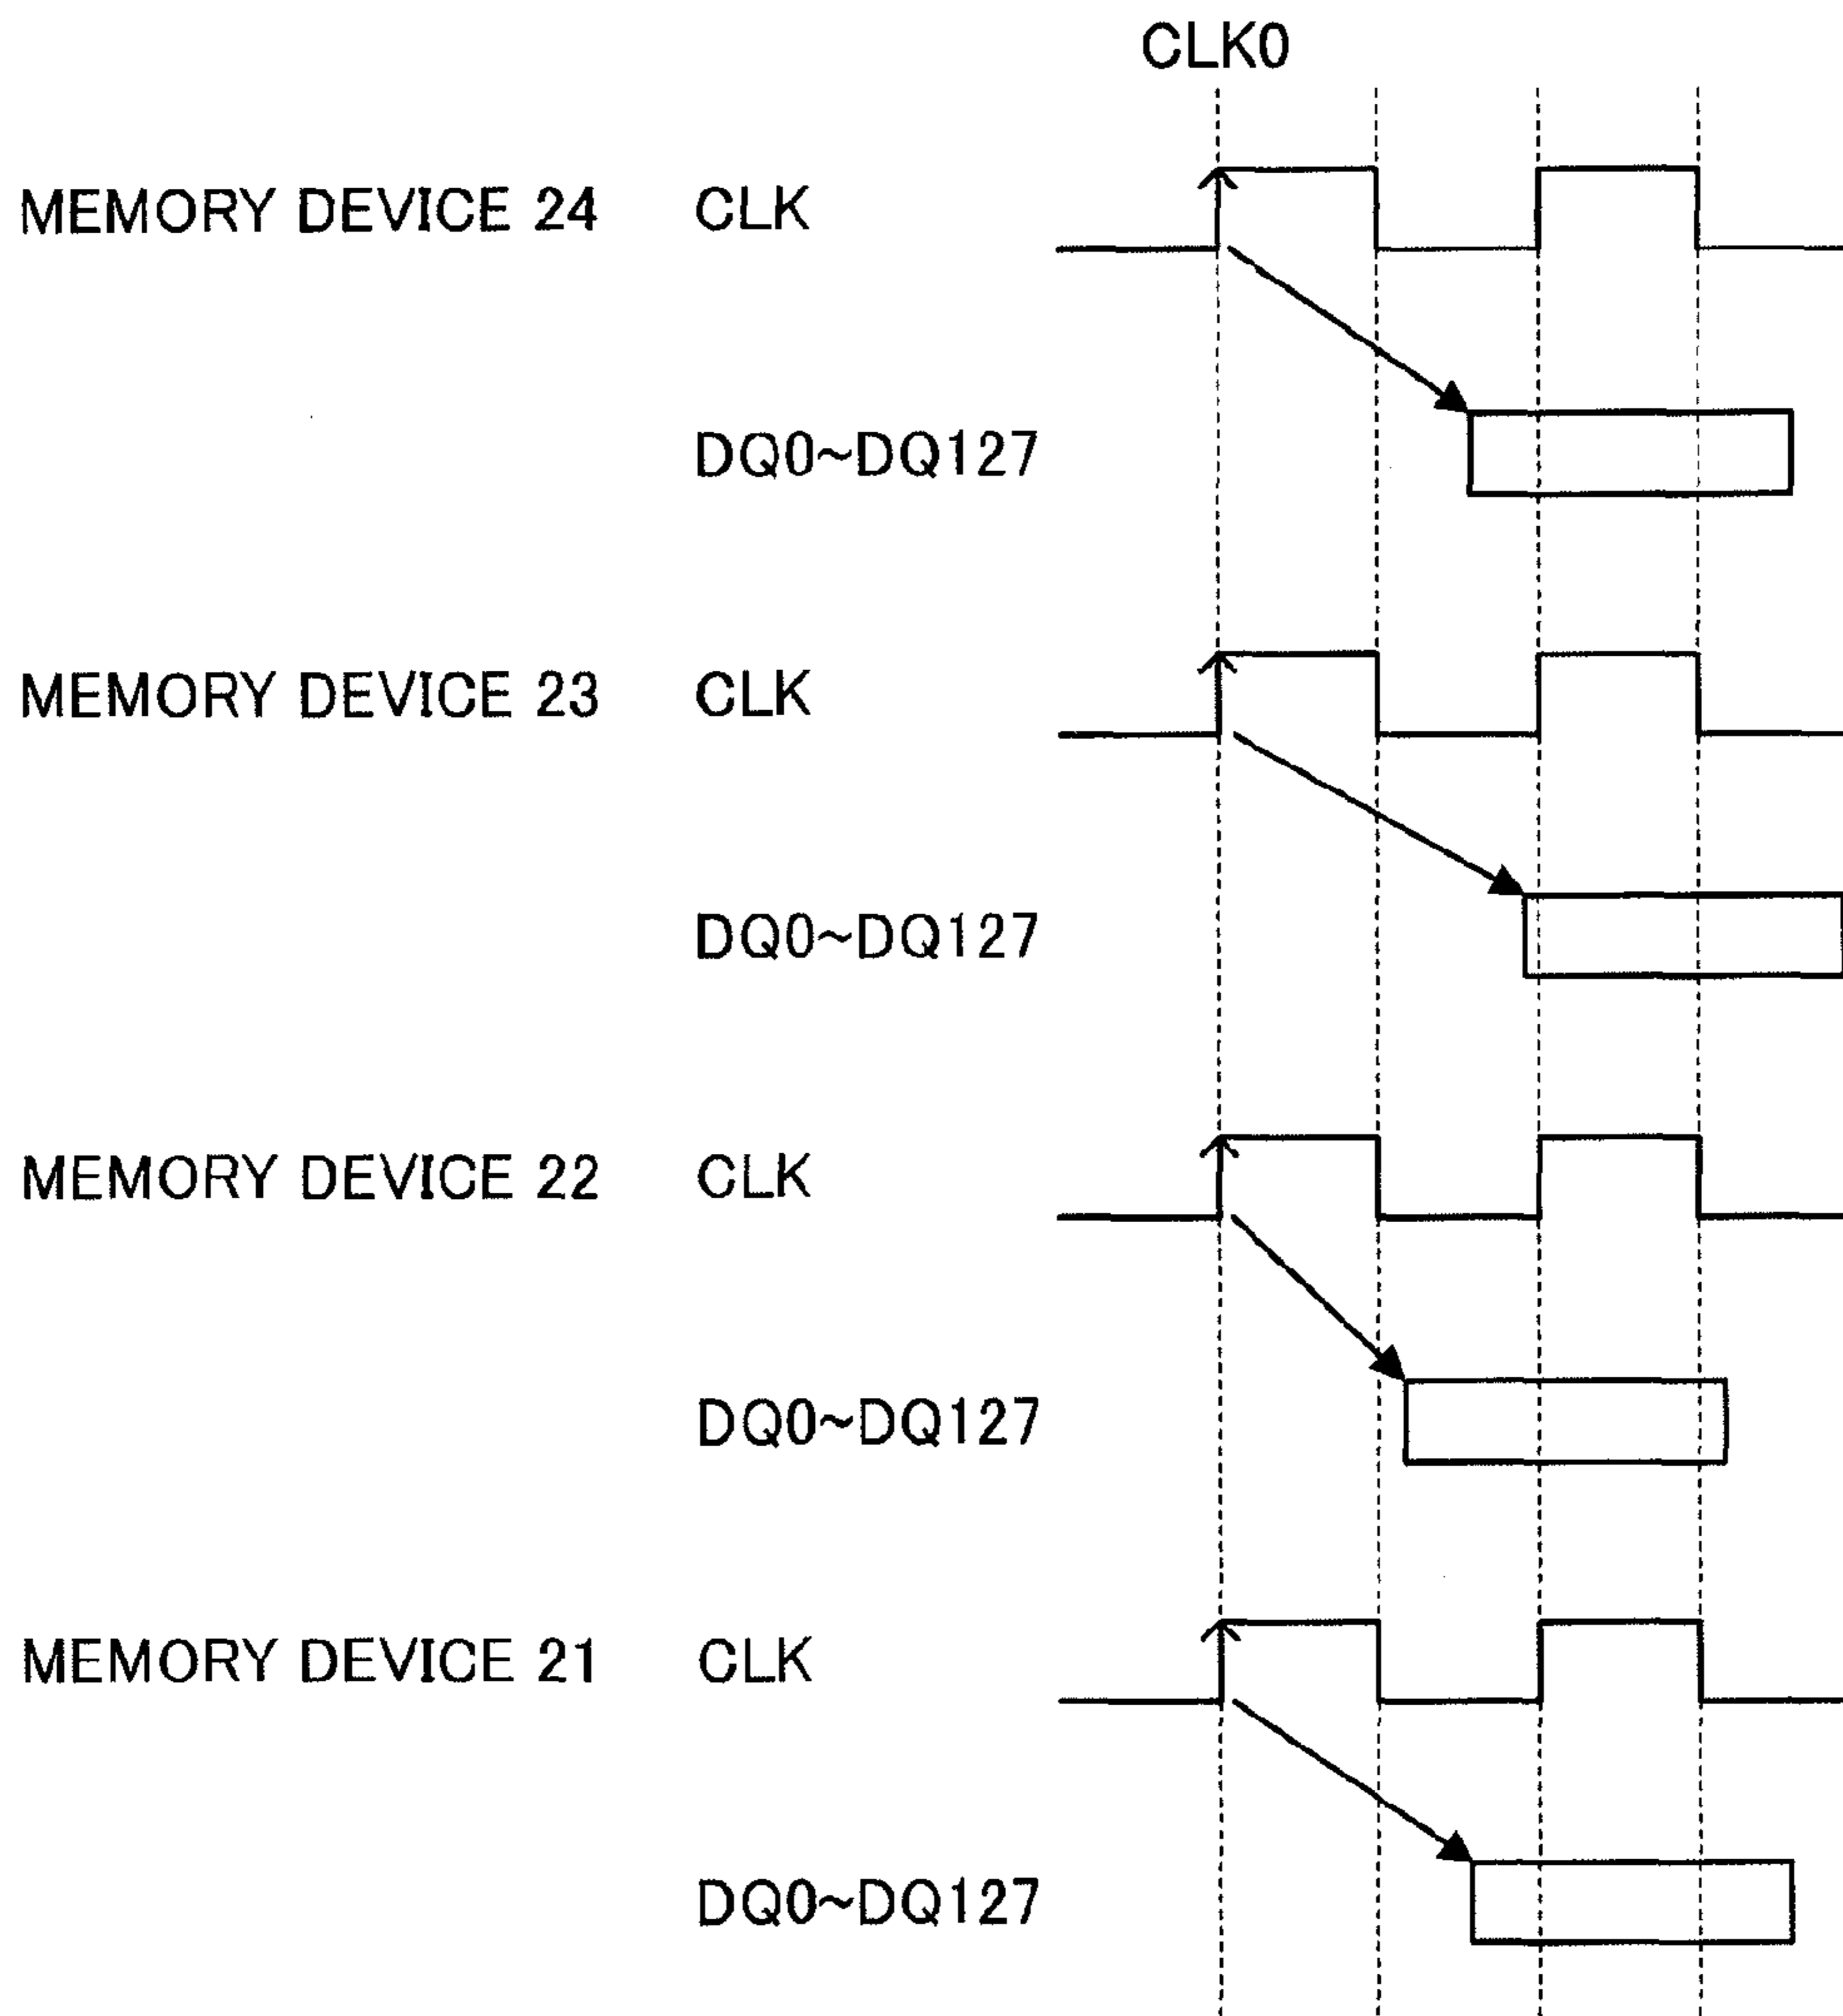 CLK0
MEMORY DEVICE 24 CLK
DQ0~DQ127
MEMORY DEVICE 23 CLK
DQ0~DQ127
MEMORY DEVICE 22 CLK
DQ0~DQ127
MEMORY DEVICE 21 CLK
DQ0~DQ127